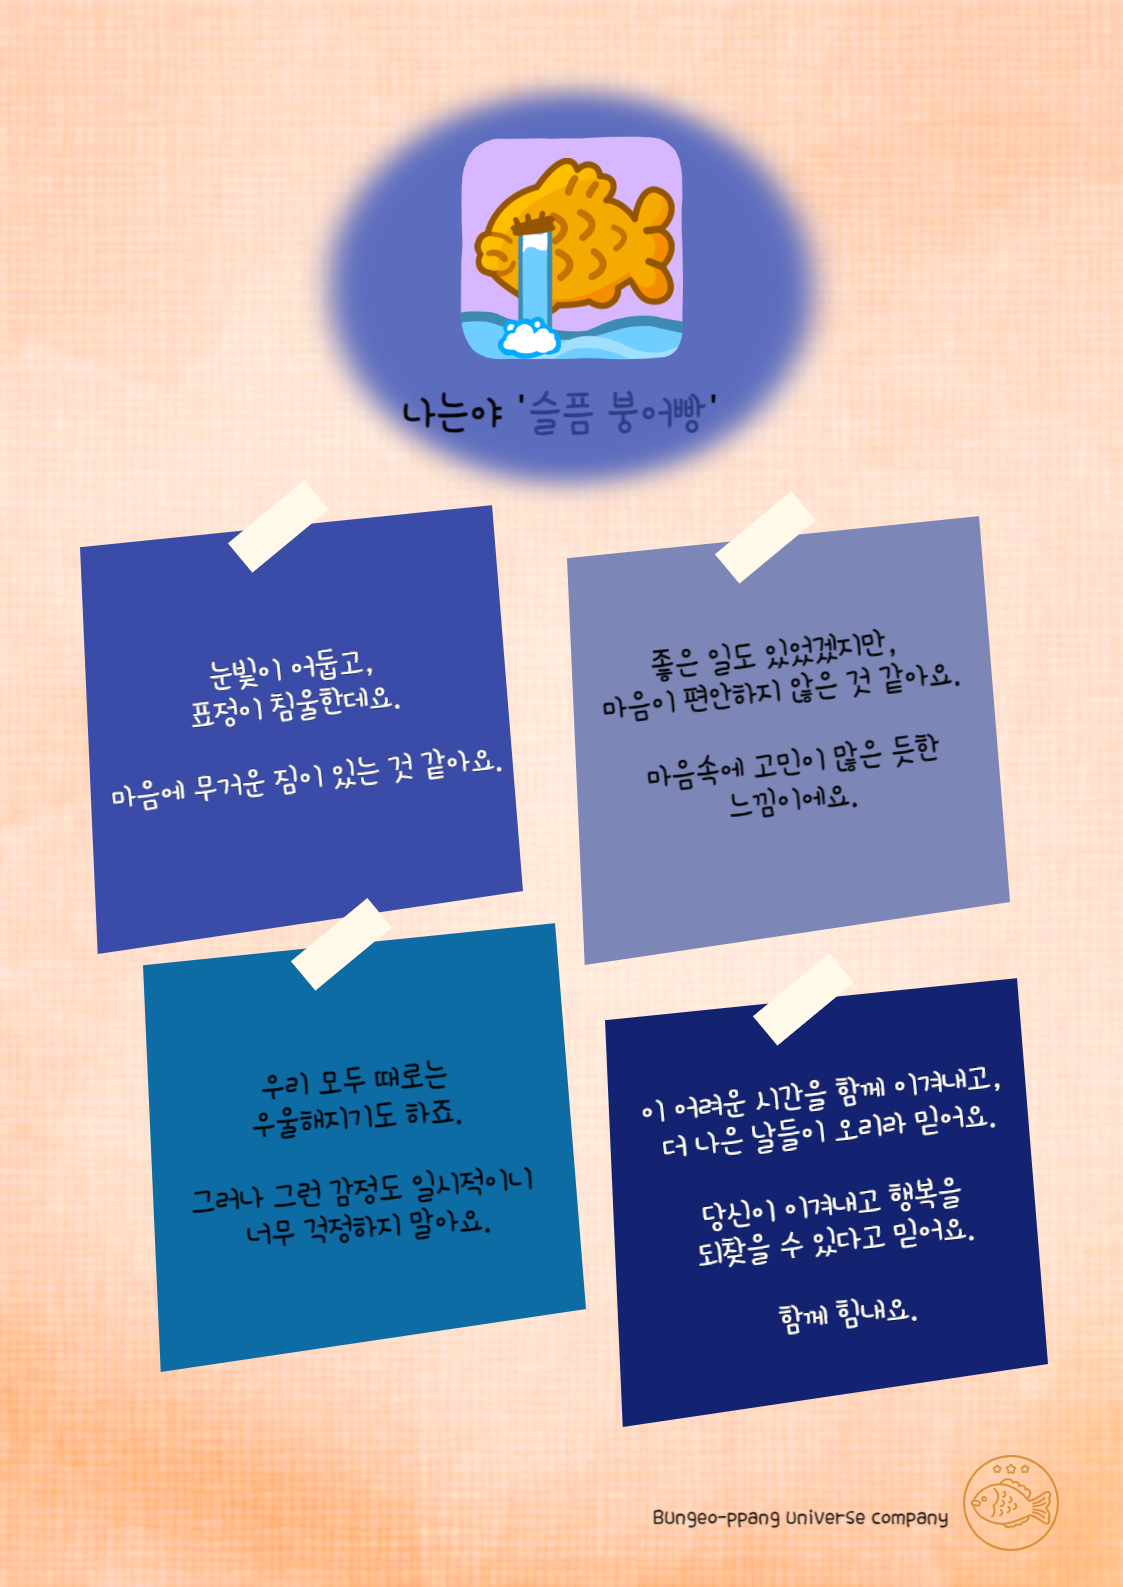 나는야 '슬픔 붕어빵'
눈빛이 어둡고,
표정이 침울한데요.
마음에 무거운 짐이 있는 것 같아요.
좋은 일도 있었겠지만,
마음이 편안하지 않은 것 같아요.
마음속에 고민이 많은 듯한
느낌이에요.
우리 모두 때로는
우울해지기도 하죠.
그러나 그런 감정도 일시적이니
너무 걱정하지 말아요.
이 어려운 시간을 함께 이겨내고,
더 나은 날들이 오리라 믿어요.
당신이 이겨내고 행복을
되찾을 수 있다고 믿어요.
함께 힘내요.
Bungeo-ppang universe company